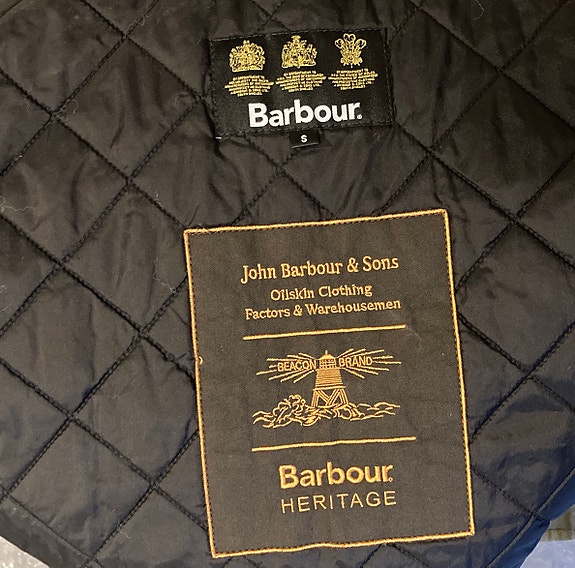 Barbour.
S
John Barbour & Sons
Oilskin Clothing
Factors & Warehousemen
BEACON BRAND
Barbour.
HERITAGE